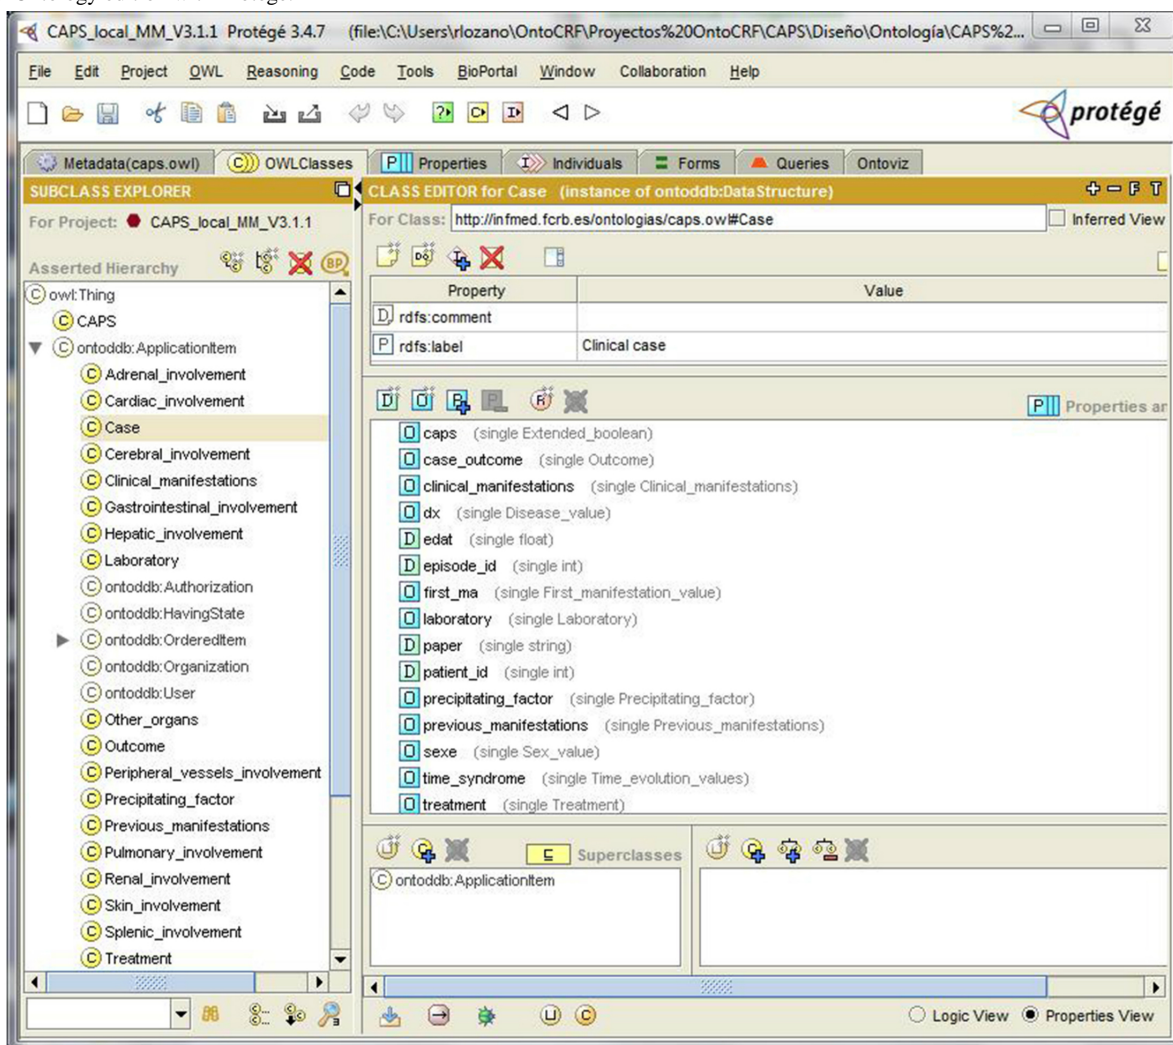 CAPS_local_MM_V3.1.1 Protégé 3.4.7 (file:\C:\Users\rlozano\OntoCRF\Proyectos%20OntoCRF\CAPS\Diseño\Ontología\CAPS%2...
File Edit Project OWL Reasoning Code Tools BioPortal Window Collaboration Help
protégé
Metadata(caps.owl) OWLClasses Properties Individuals Forms Queries Ontoviz
SUBCLASS EXPLORER
For Project: CAPS_local_MM_V3.1.1
Asserted Hierarchy
owl:Thing
CAPS
ontoddb:ApplicationItem
Adrenal_involvement
Cardiac_involvement
Case
Cerebral_involvement
Clinical_manifestations
Gastrointestinal_involvement
Hepatic_involvement
Laboratory
ontoddb:Authorization
ontoddb:HavingState
ontoddb:OrderedItem
ontoddb:Organization
ontoddb:User
Other_organs
Outcome
Peripheral_vessels_involvement
Precipitating_factor
Previous_manifestations
Pulmonary_involvement
Renal_involvement
Skin_involvement
Splenic_involvement
Treatment
CLASS EDITOR for Case (instance of ontoddb:DataStructure)
For Class: http://infmed.fcrb.es/ontologias/caps.owl#Case Inferred View
Property Value
rdfs:comment
rdfs:label Clinical case
Properties an
caps (single Extended_boolean)
case_outcome (single Outcome)
clinical_manifestations (single Clinical_manifestations)
dx (single Disease_value)
edat (single float)
episode_id (single int)
first_ma (single First_manifestation_value)
laboratory (single Laboratory)
paper (single string)
patient_id (single int)
precipitating_factor (single Precipitating_factor)
previous_manifestations (single Previous_manifestations)
sexe (single Sex_value)
time_syndrome (single Time_evolution_values)
treatment (single Treatment)
Superclasses
ontoddb:ApplicationItem
Logic View Properties View